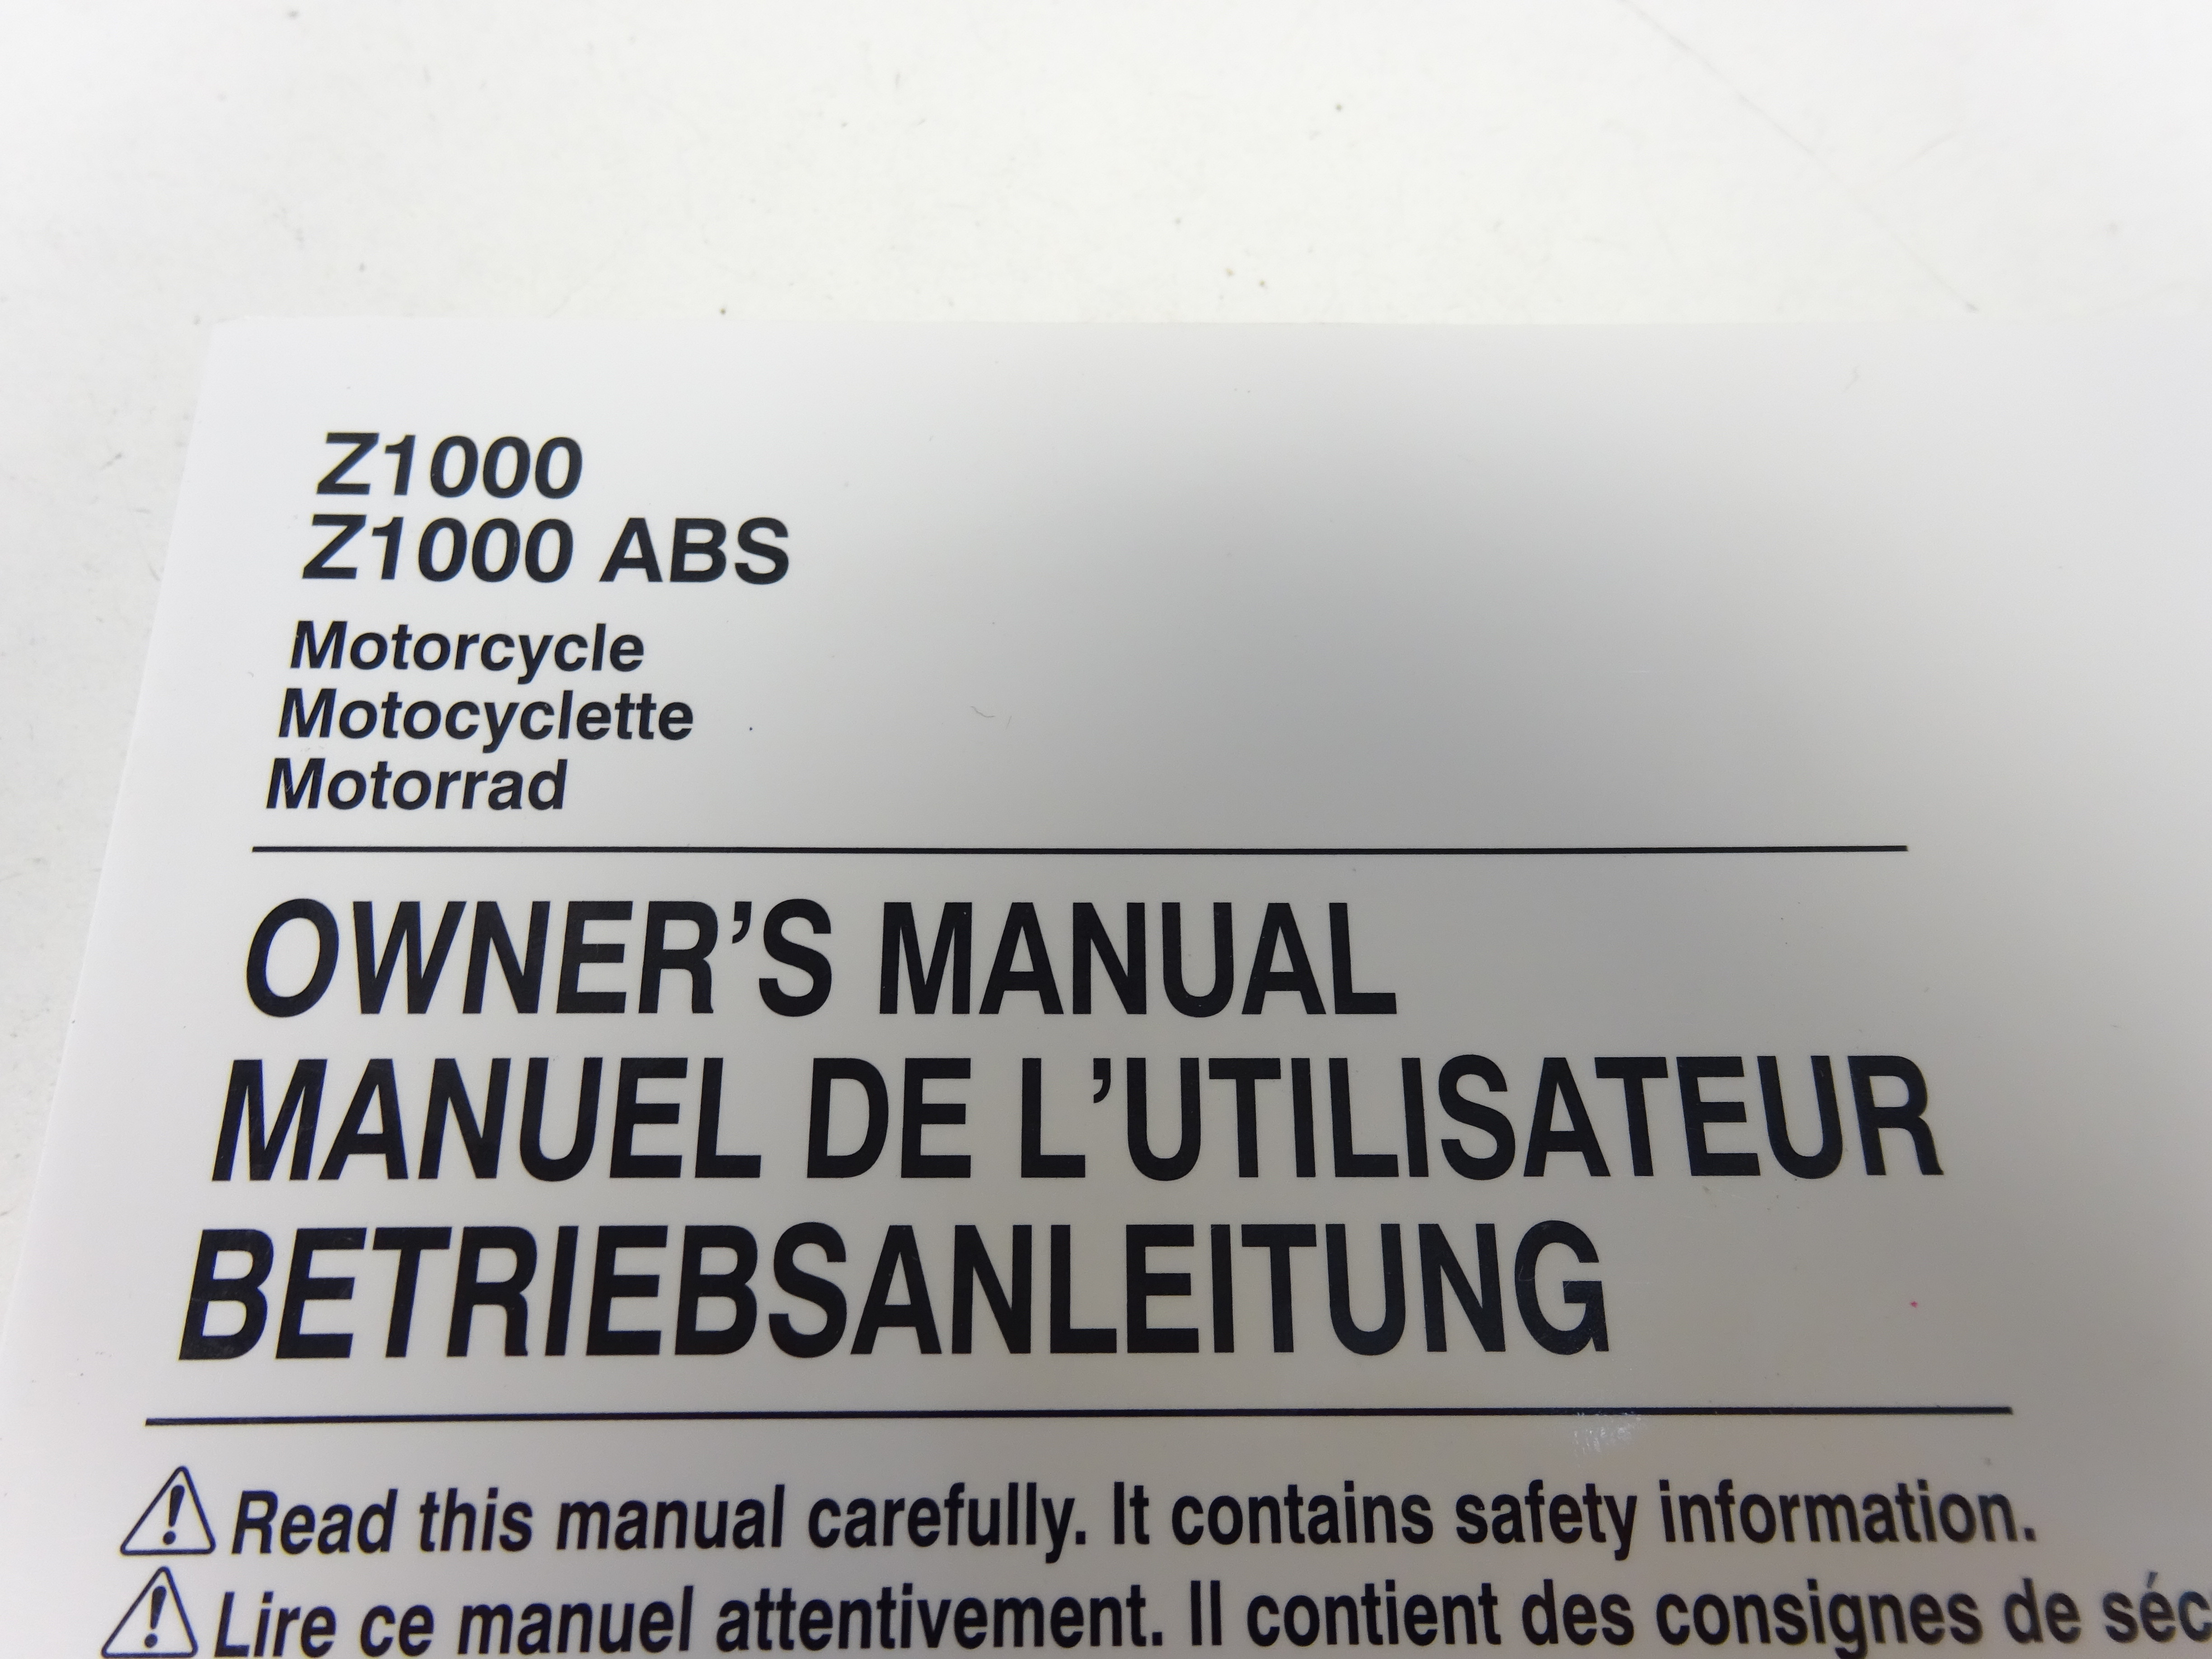 Z1000
Z1000 ABS
Motorcycle
Motocyclette
Motorrad
OWNER'S MANUAL
MANUEL DE L'UTILISATEUR
BETRIEBSANLEITUNG
Read this manual carefully. It contains safety information.
Lire ce manuel attentivement. Il contient des consignes de